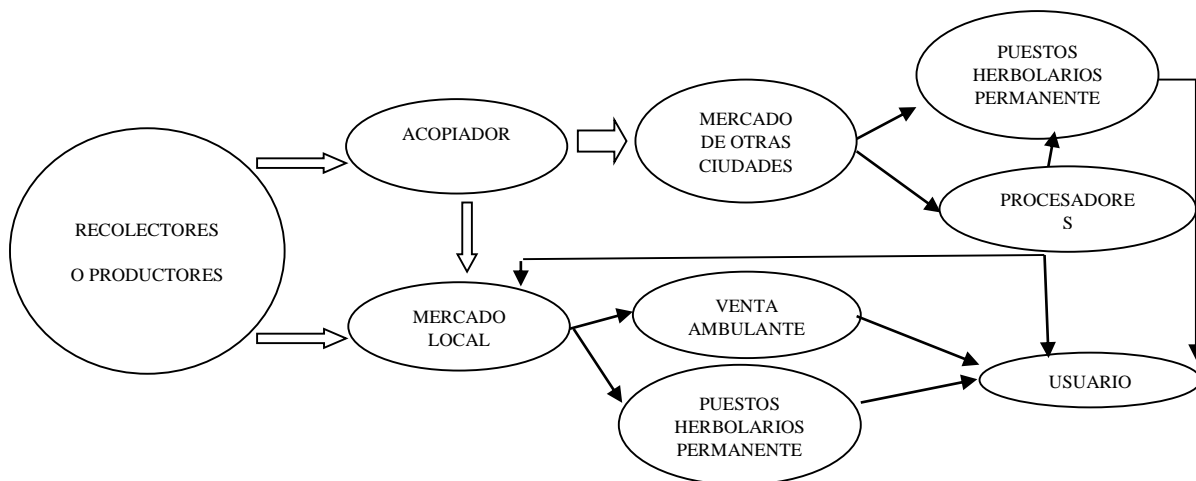 RECOLECTORES
O PRODUCTORES
ACOPIADOR
MERCADO
DE OTRAS
CIUDADES
PUESTOS
HERBOLARIOS
PERMANENTE
PROCESADORE
S
MERCADO
LOCAL
VENTA
AMBULANTE
PUESTOS
HERBOLARIOS
PERMANENTE
USUARIO